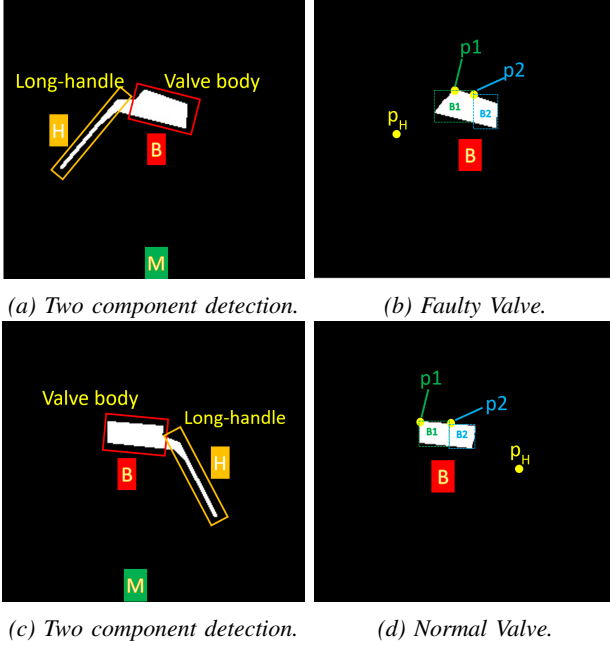 Long-handle Valve body
H
B
M
p1
p2
B1
B2
pH
B
(a) Two component detection. (b) Faulty Valve.
Valve body
Long-handle
H
B
M
p1
p2
B1 B2
pH
B
(c) Two component detection. (d) Normal Valve.